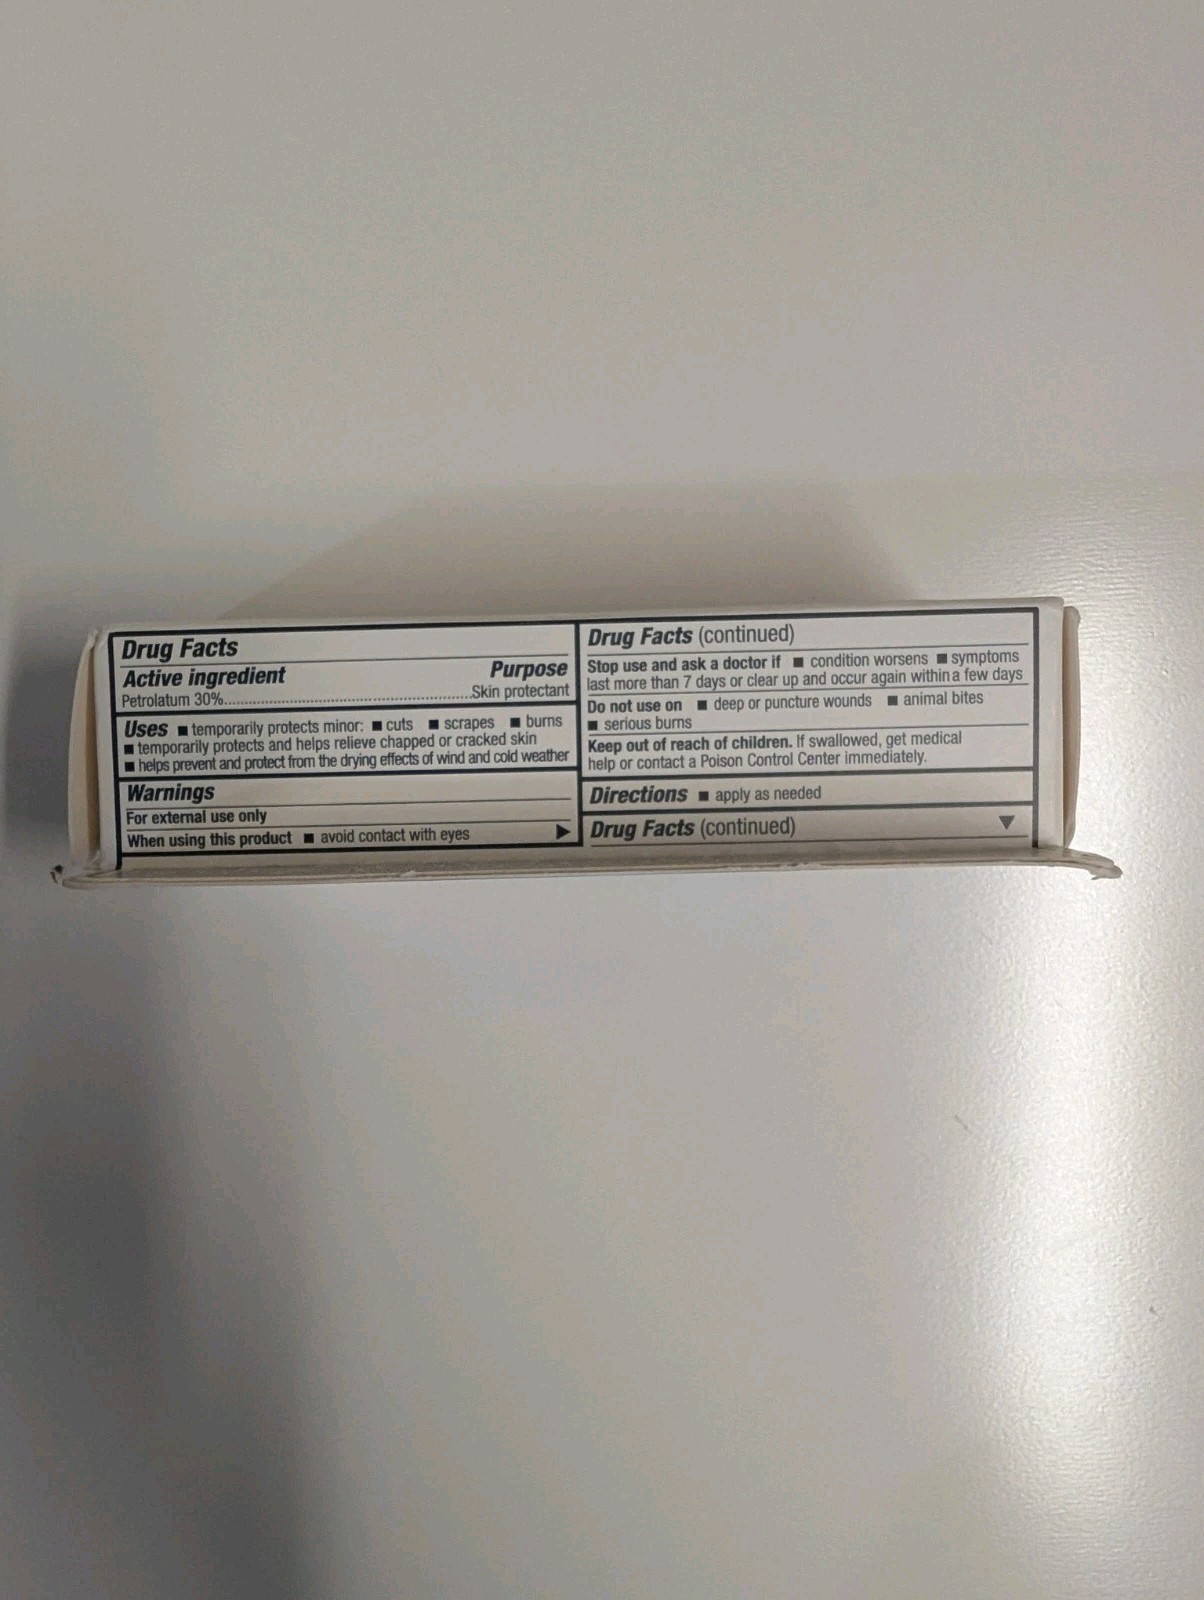 Drug Facts
Active ingredient Purpose
Petrolatum 30%..........................................................Skin protectant
Uses ■ temporarily protects minor: ■ cuts ■ scrapes ■ burns
■ temporarily protects and helps relieve chapped or cracked skin
■ helps prevent and protect from the drying effects of wind and cold weather
Warnings
For external use only
When using this product ■ avoid contact with eyes ▶
Drug Facts (continued)
Stop use and ask a doctor if ■ condition worsens ■ symptoms
last more than 7 days or clear up and occur again within a few days
Do not use on ■ deep or puncture wounds ■ animal bites
■ serious burns
Keep out of reach of children. If swallowed, get medical
help or contact a Poison Control Center immediately.
Directions ■ apply as needed
Drug Facts (continued) ▼